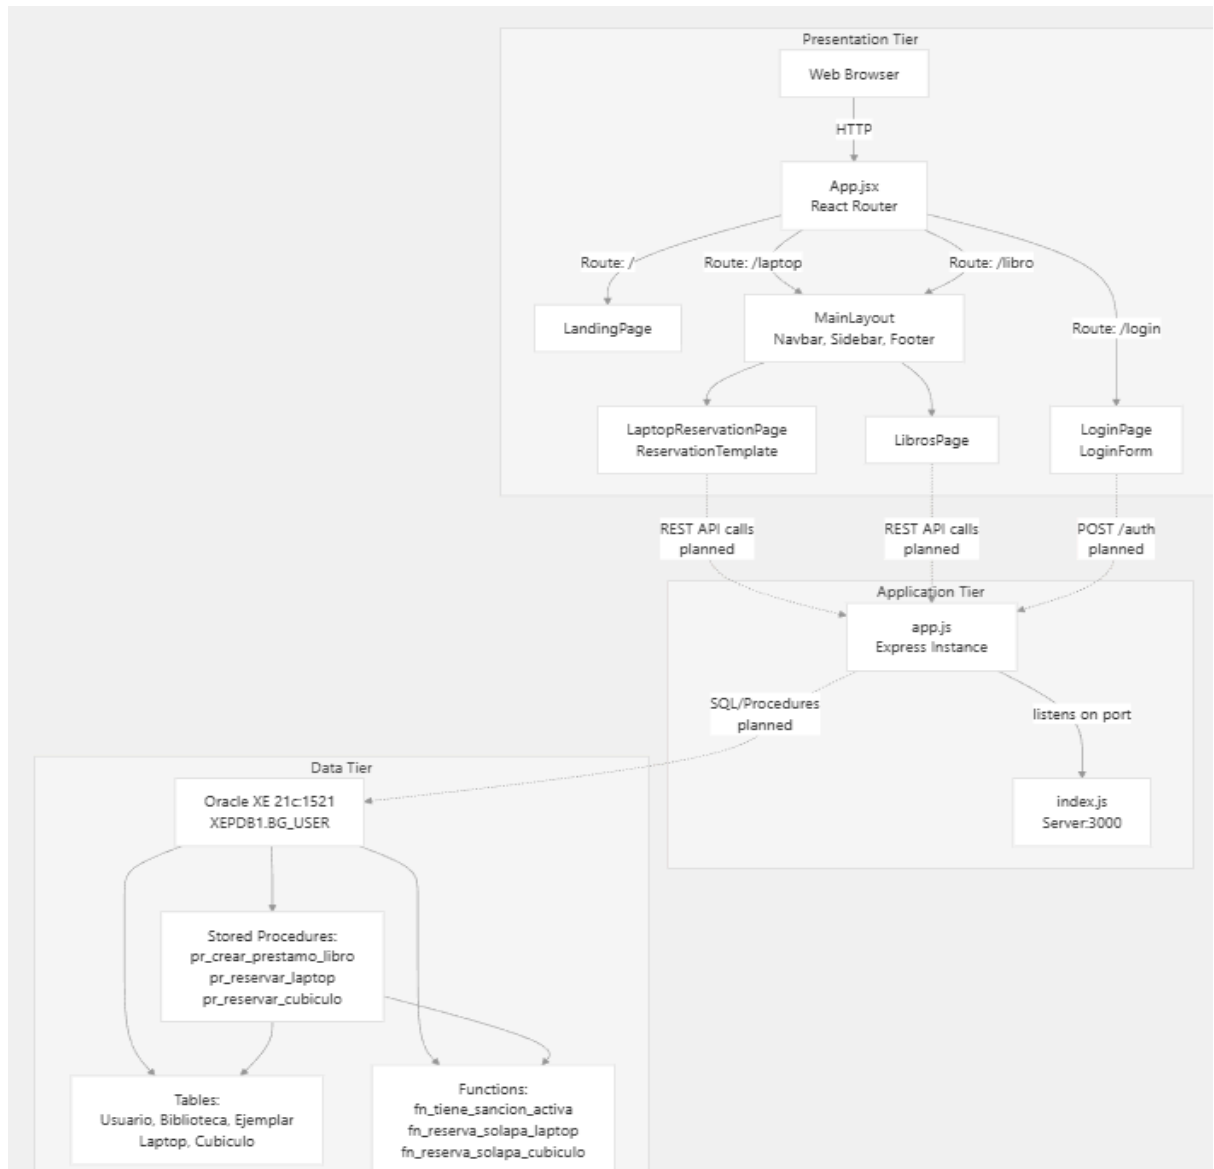 Presentation Tier
Web Browser
HTTP
App.jsx
React Router
Route: /
Route: /laptop
Route: /libro
LandingPage
MainLayout
Navbar, Sidebar, Footer
Route: /login
LaptopReservationPage
ReservationTemplate
LibrosPage
LoginPage
LoginForm
REST API calls
planned
REST API calls
planned
POST /auth
planned
Application Tier
app.js
Express Instance
SQL/Procedures
planned
listens on port
Data Tier
Oracle XE 21c:1521
XEPDB1.BG_USER
index.js
Server:3000
Stored Procedures:
pr_crear_prestamo_libro
pr_reservar_laptop
pr_reservar_cubiculo
Tables:
Usuario, Biblioteca, Ejemplar
Laptop, Cubiculo
Functions:
fn_tiene_sancion_activa
fn_reserva_solapa_laptop
fn_reserva_solapa_cubiculo